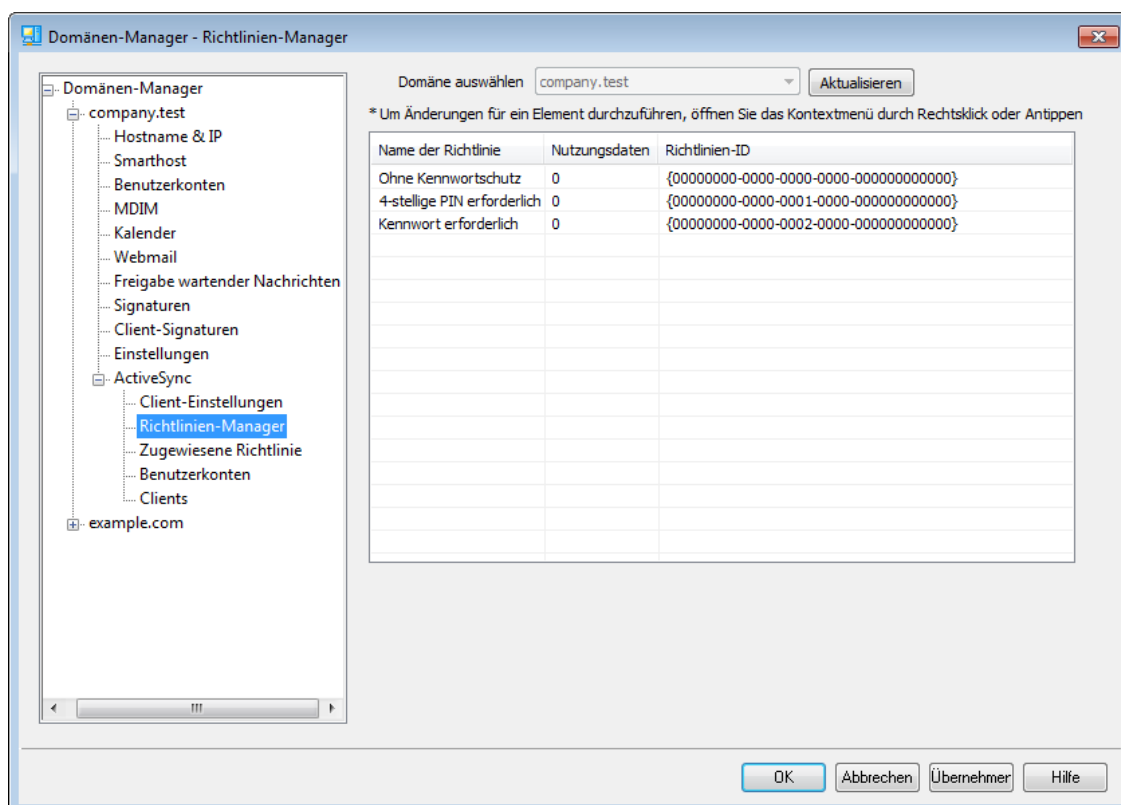 Domänen-Manager - Richtlinien-Manager
Domänen-Manager
company.test
Hostname & IP
Smarthost
Benutzerkonten
MDIM
Kalender
Webmail
Freigabe wartender Nachrichten
Signaturen
Client-Signaturen
Einstellungen
ActiveSync
Client-Einstellungen
Richtlinien-Manager
Zugewiesene Richtlinie
Benutzerkonten
Clients
example.com
Domäne auswählen company.test Aktualisieren
* Um Änderungen für ein Element durchzuführen, öffnen Sie das Kontextmenü durch Rechtsklick oder Antippen
Name der Richtlinie Nutzungsdaten Richtlinien-ID
Ohne Kennwortschutz 0 {00000000-0000-0000-0000-000000000000}
4-stellige PIN erforderlich 0 {00000000-0000-0001-0000-000000000000}
Kennwort erforderlich 0 {00000000-0000-0002-0000-000000000000}
OK Abbrechen Übernehmer Hilfe